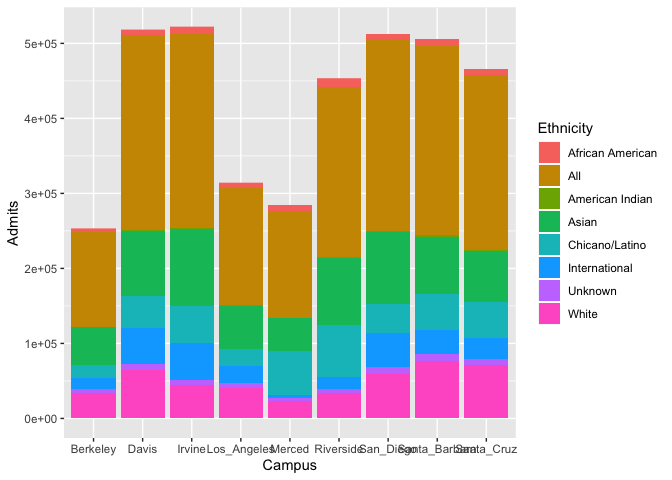 5e+05
4e+05
3e+05
2e+05
1e+05
0e+00
Admits
Berkeley Davis Irvine Los_Angeles Merced Riverside San_Diego Santa_Barbara Santa_Cruz
Campus
Ethnicity
African American
All
American Indian
Asian
Chicano/Latino
International
Unknown
White